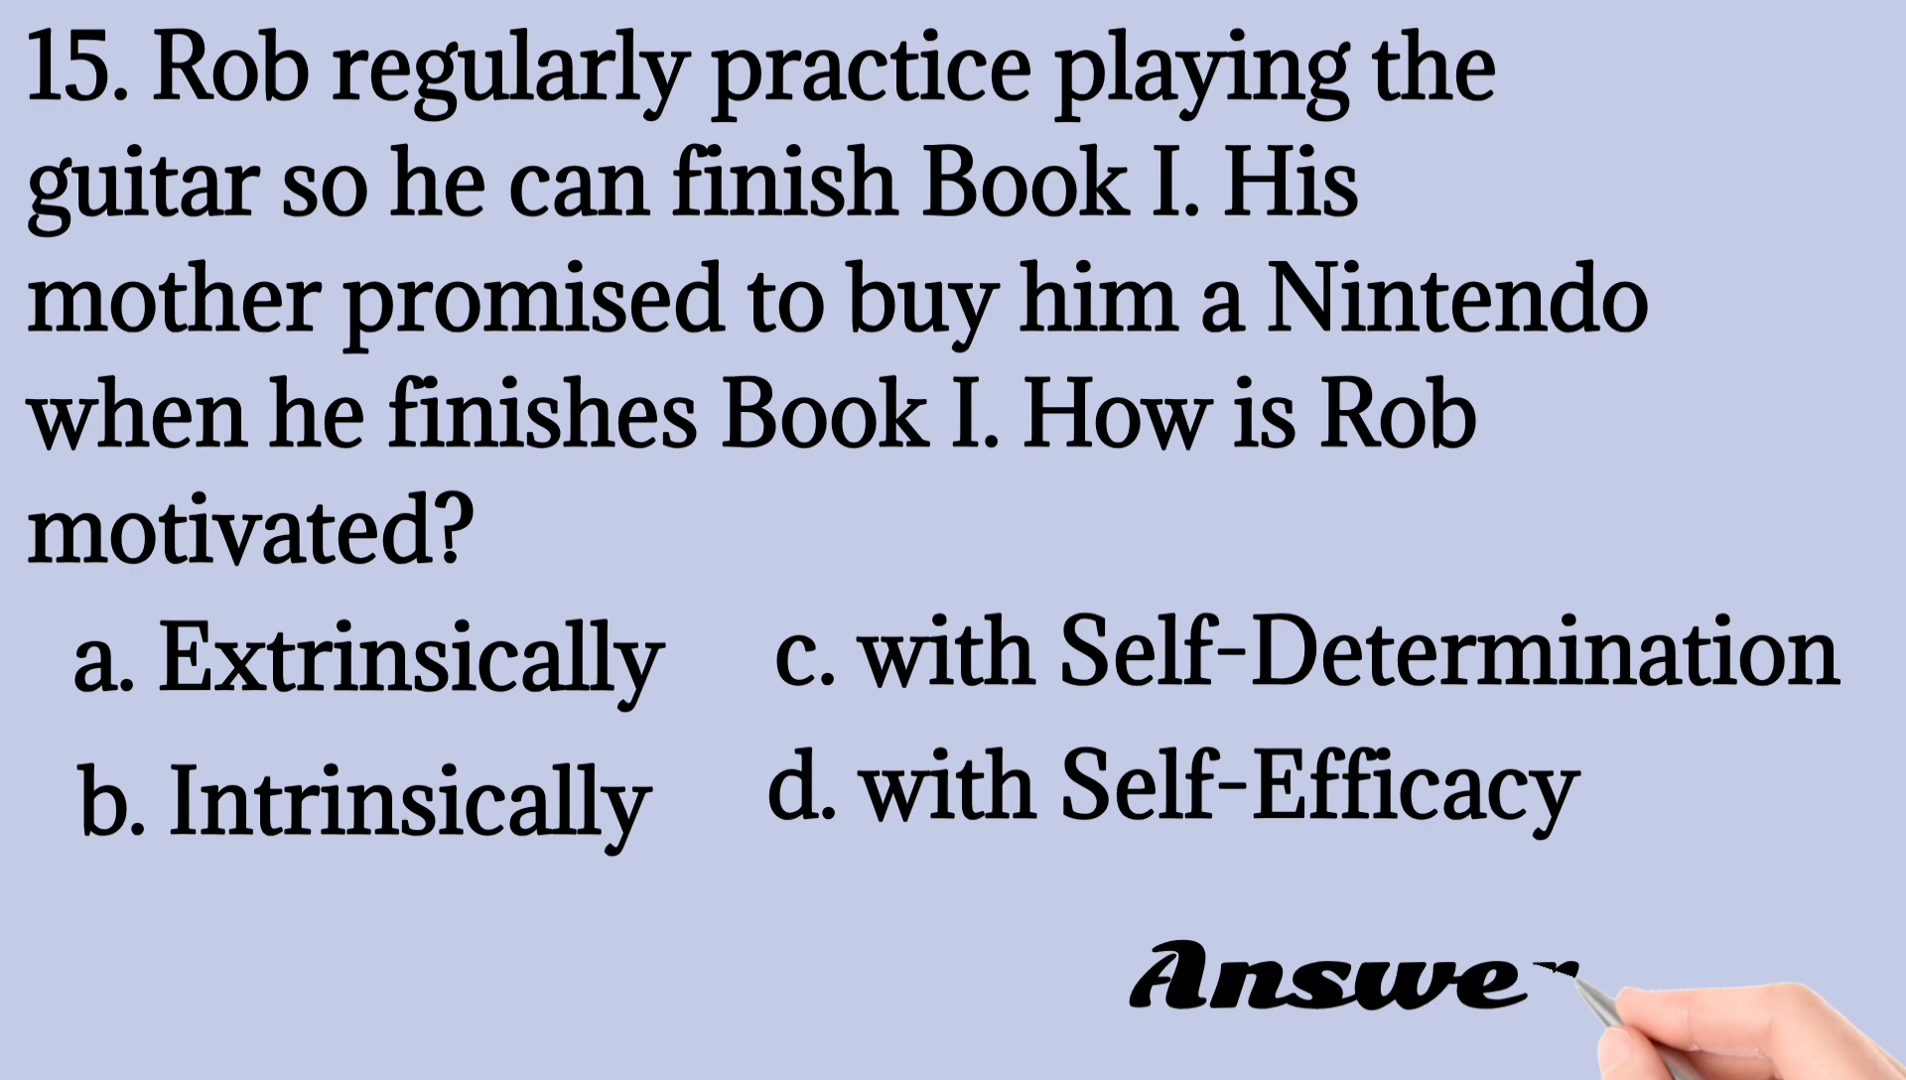 15. Rob regularly practice playing the
guitar so he can finish Book I. His
mother promised to buy him a Nintendo
when he finishes Book I. How is Rob
motivated?
a. Extrinsically
b. Intrinsically
c. with Self-Determination
d. with Self-Efficacy
Answer